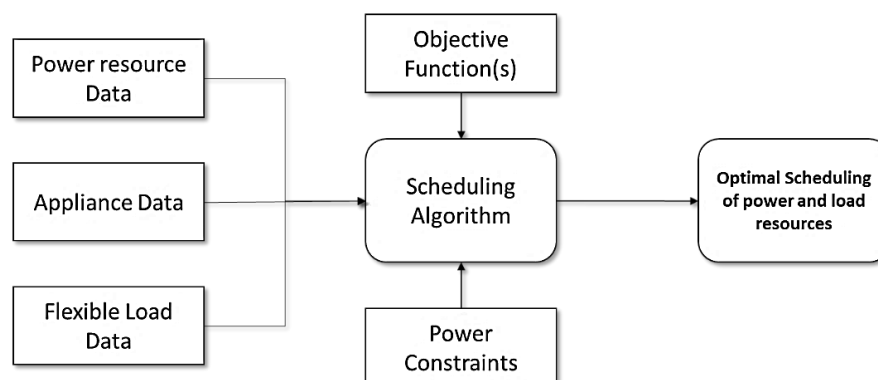 Power resource
Data
Appliance Data
Flexible Load
Data
Objective
Function(s)
Scheduling
Algorithm
Power
Constraints
Optimal Scheduling
of power and load
resources